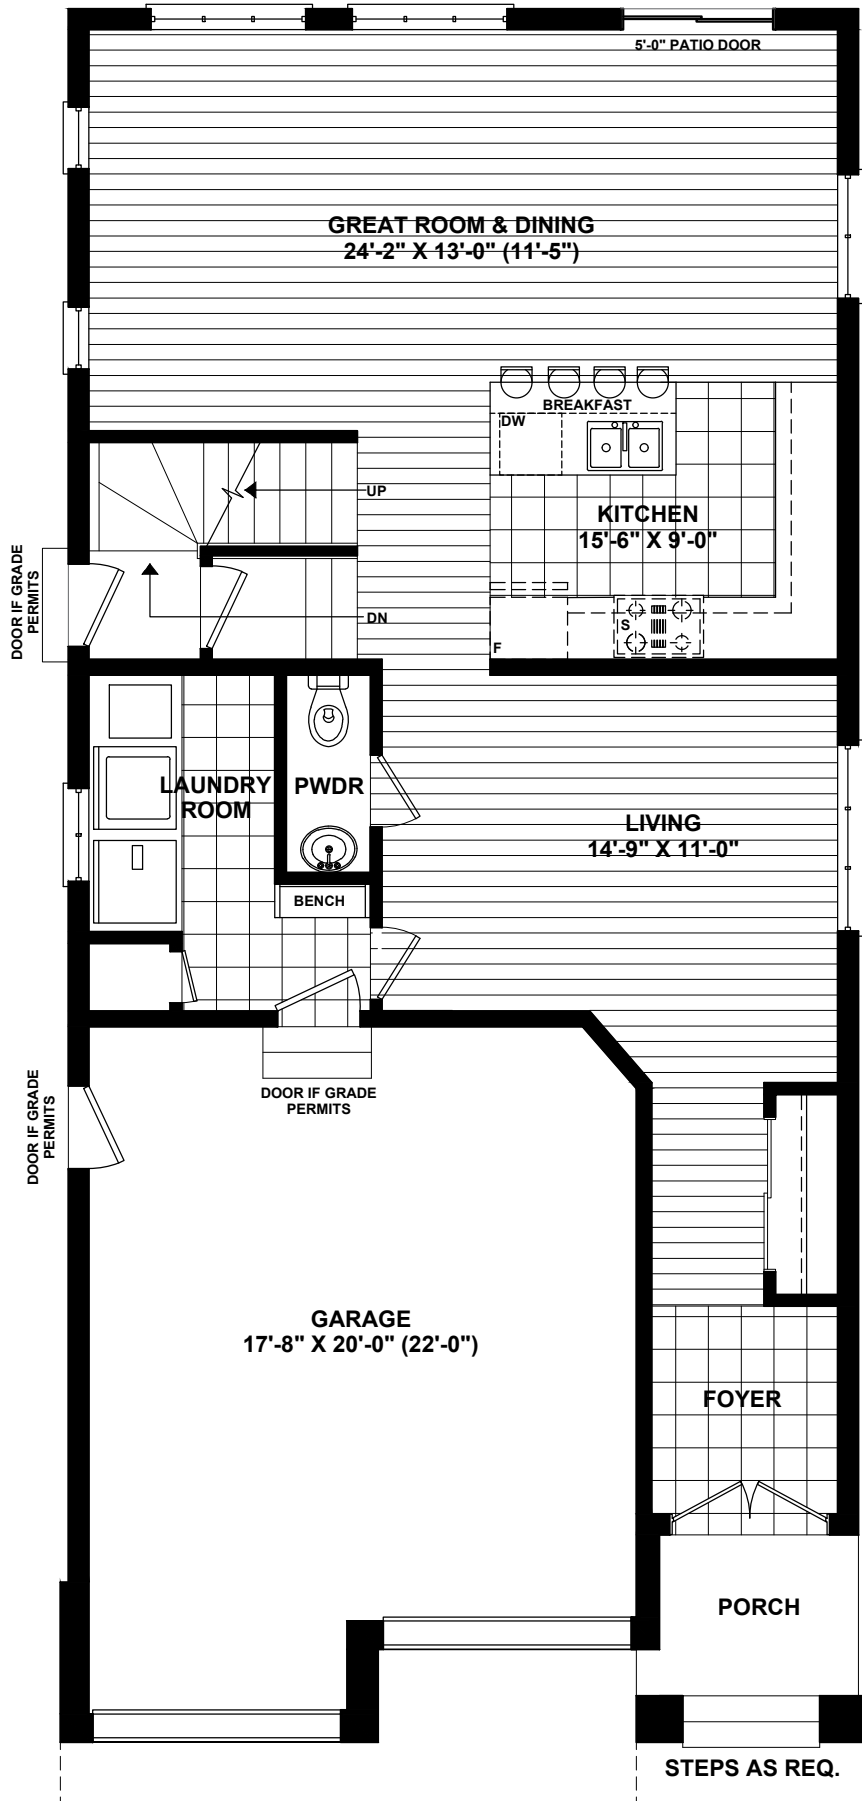 5'-0" PATIO DOOR
GREAT ROOM & DINING
24'-2" X 13'-0" (11'-5")
BREAKFAST
DW
UP
KITCHEN
15'-6" X 9'-0"
DOOR IF GRADE
PERMITS
DN
S
F
LAUNDRY
ROOM
PWDR
LIVING
14'-9" X 11'-0"
BENCH
DOOR IF GRADE
PERMITS
DOOR IF GRADE
PERMITS
GARAGE
17'-8" X 20'-0" (22'-0")
FOYER
PORCH
STEPS AS REQ.